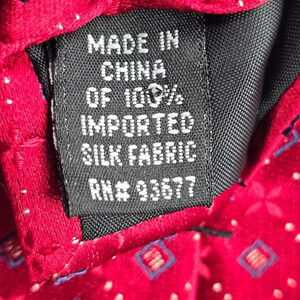 MADE IN
CHINA
OF 100%
IMPORTED
SILK FABRIC
RN# 93677